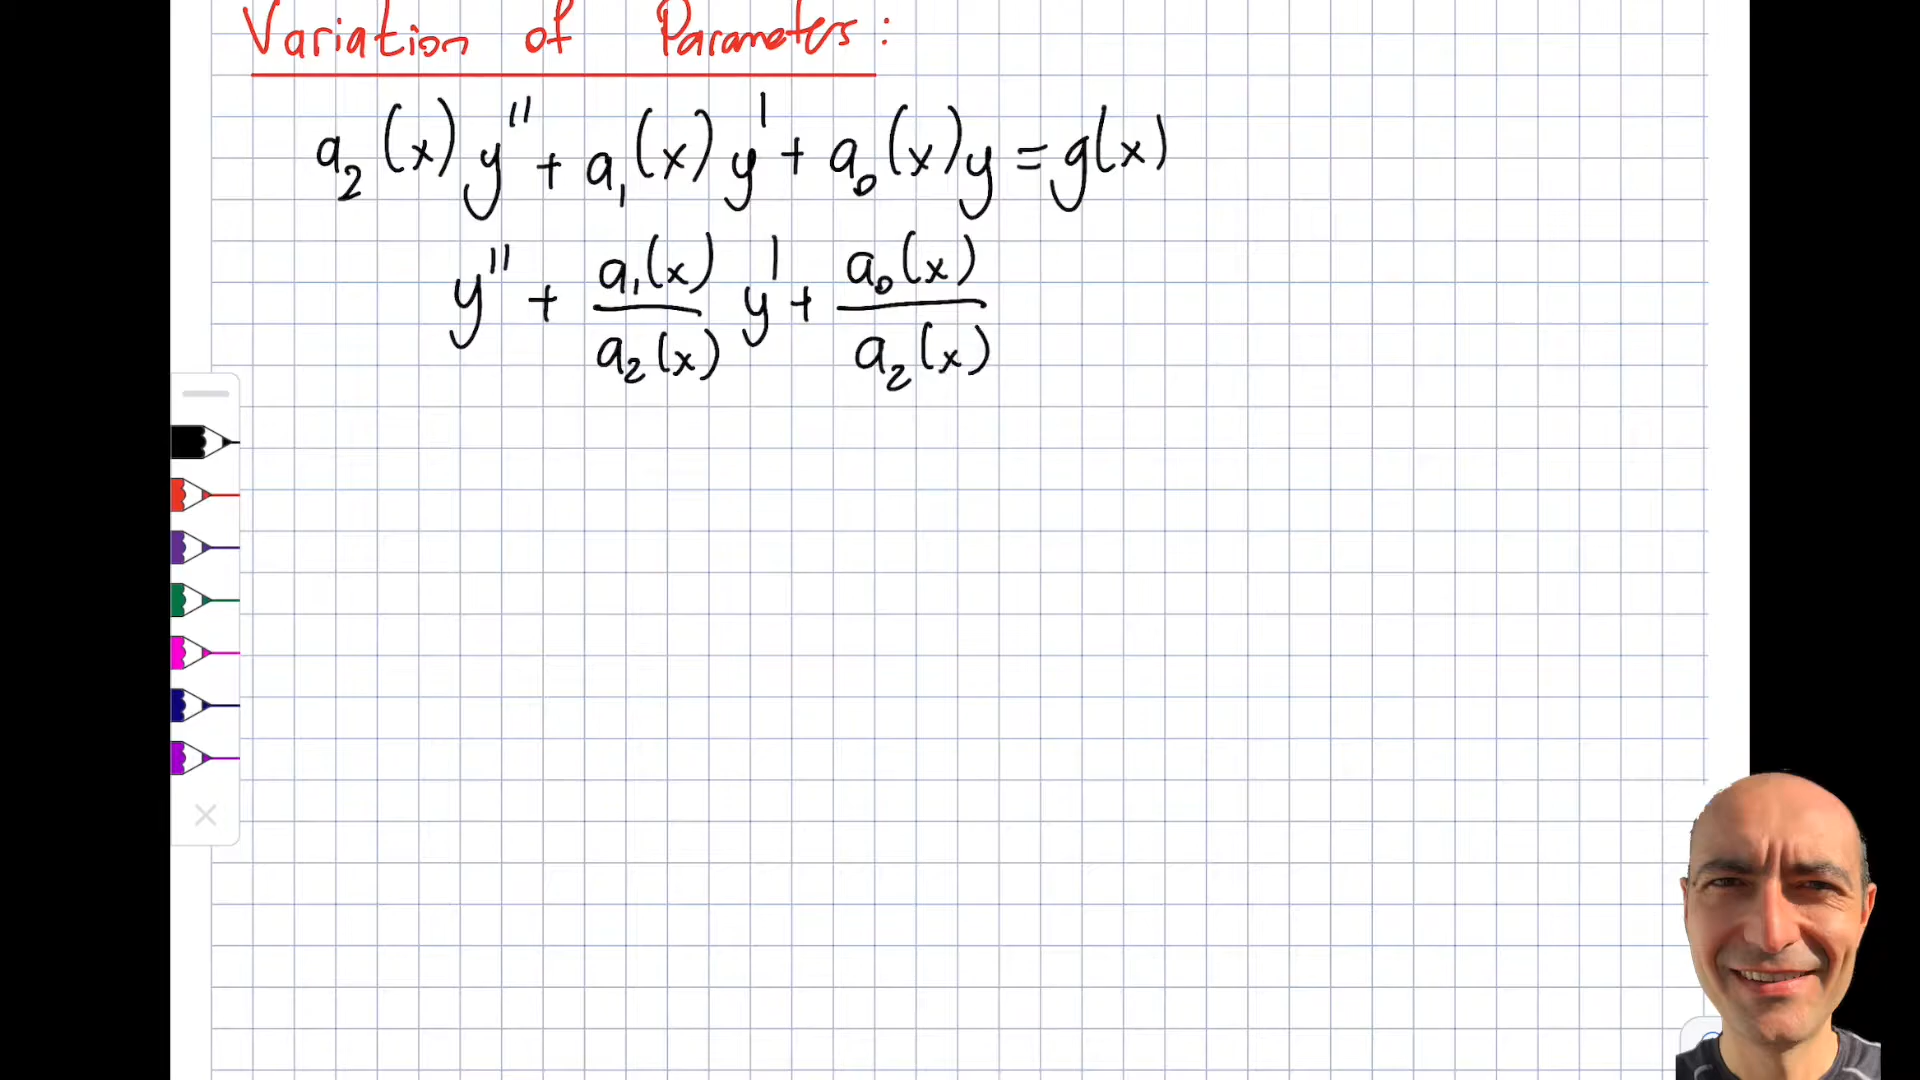 Variation of Parameters:
a₂(x)y'' + a₁(x)y' + a₀(x)y = g(x)
y'' + a₁(x)/a₂(x) y' + a₀(x)/a₂(x)